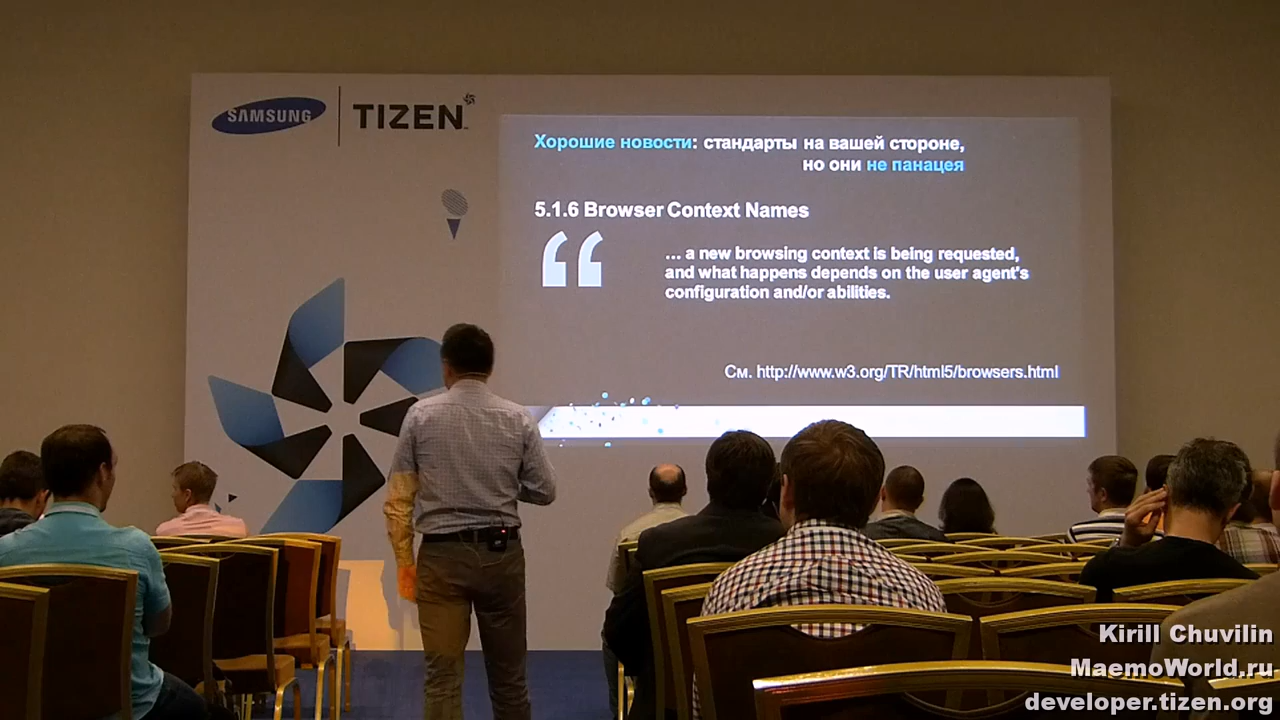 SAMSUNG
TIZEN
Хорошие новости: стандарты на вашей стороне,
но они не панацея
5.1.6 Browser Context Names
“
... a new browsing context is being requested,
and what happens depends on the user agent's
configuration and/or abilities.
См. http://www.w3.org/TR/html5/browsers.html
Kirill Chuvilin
MaemoWorld.ru
developer.tizen.org